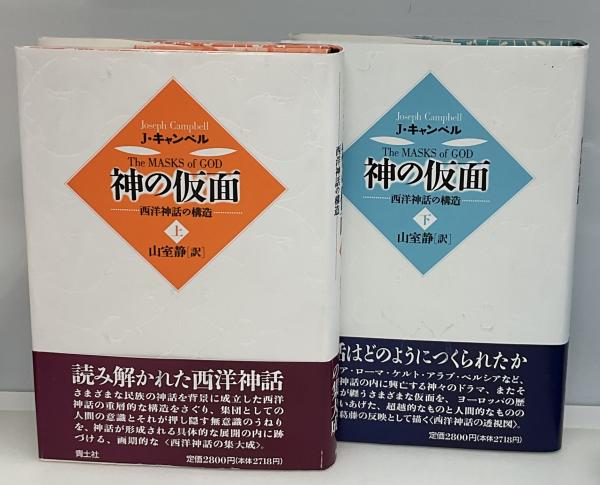 Joseph Campbell
J・キャンベル
The MASKS of GOD
神の仮面
西洋神話の構造
上
山室静[訳]
読み解かれた西洋神話
さまざまな民族の神話を背景に成立した西洋
神話の重層的な構造をさぐり、集団としての
人間の意識とそれが押し隠す無意識のうねり
を、神話が形成される具体的な展開の内に跡
づける、画期的な〈西洋神話の集大成〉。
青土社
定価2800円(本体2718円)
西洋神話の構造
Joseph Campbell
J・キャンベル
The MASKS of GOD
神の仮面
西洋神話の構造
下
山室静[訳]
話はどのようにつくられたか
ア・ローマ・ケルト・アラブ・ペルシアなど、
神話の内に興亡する神々のドラマ、またそ
が纏うさまざまな仮面を、ヨーロッパの歴
いあげた、超越的なものと人間的なものの
葛藤の反映として描く〈西洋神話の透視図〉。
定価2800円(本体2718円)